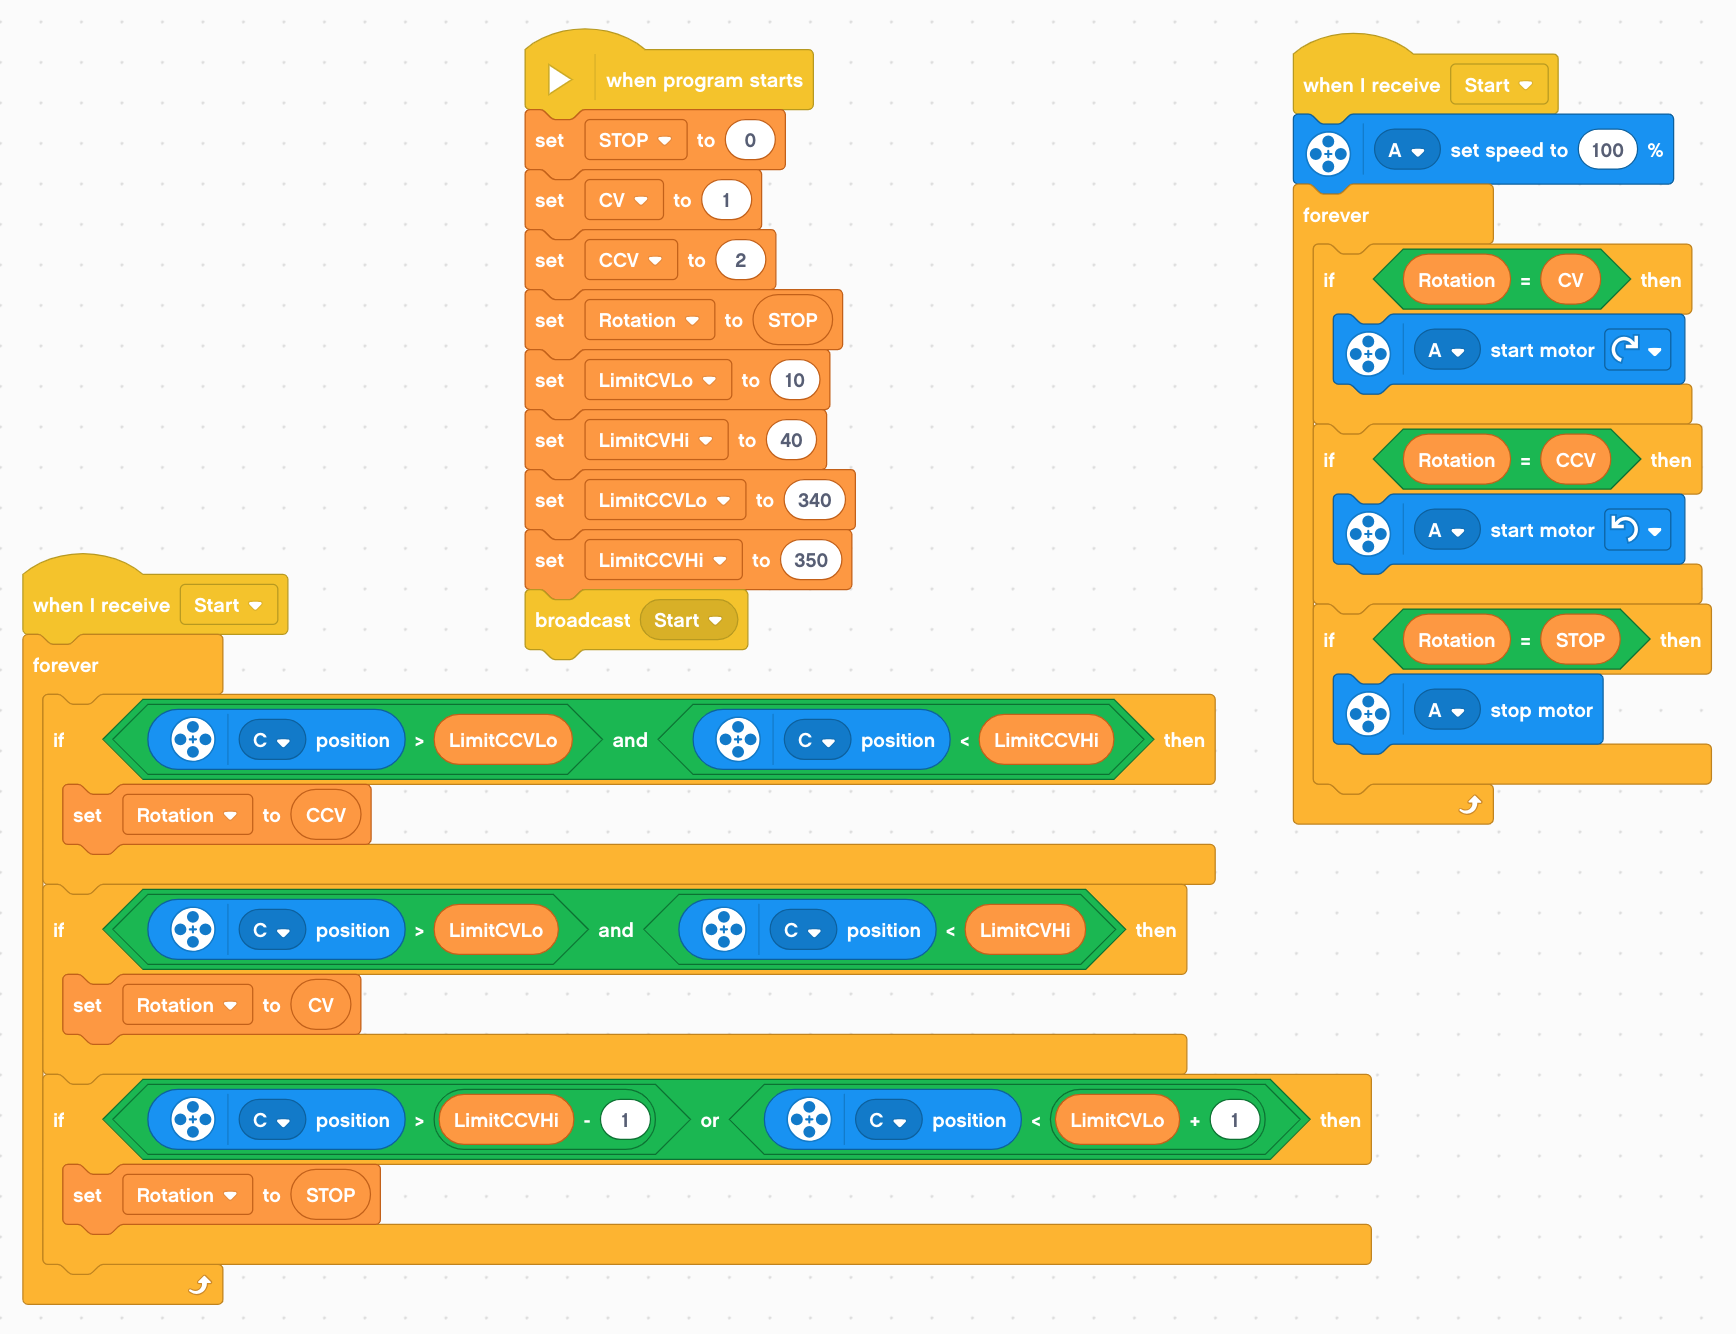 when program starts
set STOP to 0
set CV to 1
set CCV to 2
set Rotation to STOP
set LimitCVLo to 10
set LimitCVHi to 40
set LimitCCVLo to 340
set LimitCCVHi to 350
broadcast Start
when I receive Start
A set speed to 100 %
forever
if Rotation = CV then
A start motor
if Rotation = CCV then
A start motor
if Rotation = STOP then
A stop motor
when I receive Start
forever
if C position > LimitCCVLo and C position < LimitCCVHi then
set Rotation to CCV
if C position > LimitCVLo and C position < LimitCVHi then
set Rotation to CV
if C position > LimitCCVHi - 1 or C position < LimitCVLo + 1 then
set Rotation to STOP